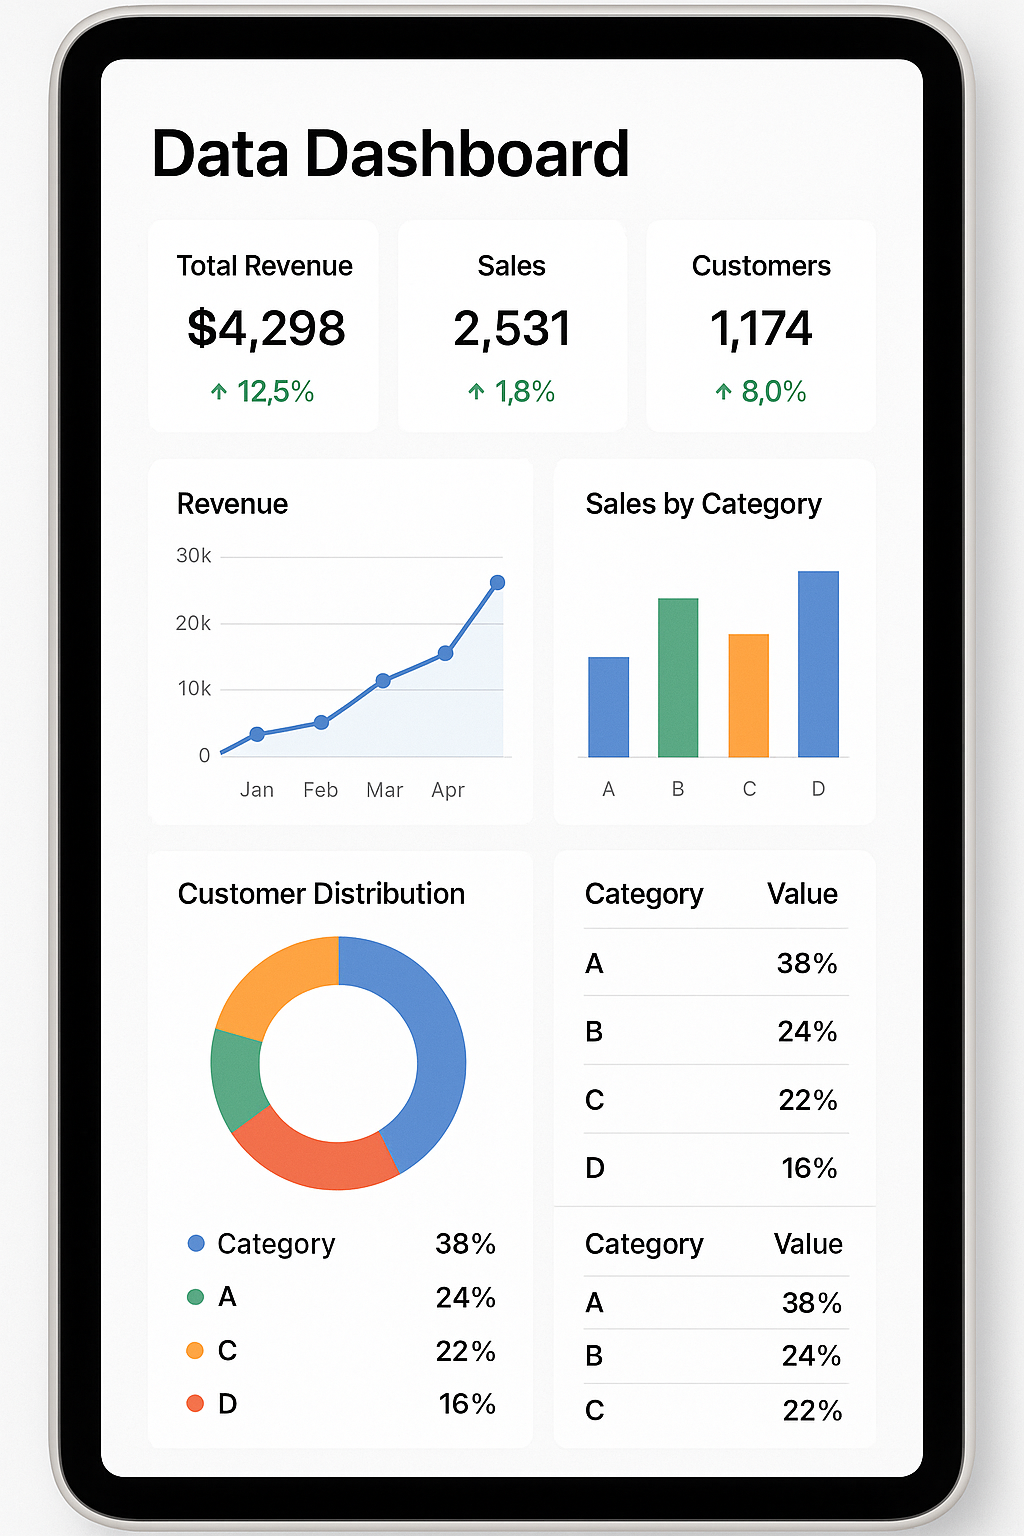 Data Dashboard
Total Revenue
$4,298
↑ 12,5%
Sales
2,531
↑ 1,8%
Customers
1,174
↑ 8,0%
Revenue
30k
20k
10k
0
Jan Feb Mar Apr
Sales by Category
A B C D
Customer Distribution
Category 38%
A 24%
C 22%
D 16%
Category Value
A 38%
B 24%
C 22%
D 16%
Category Value
A 38%
B 24%
C 22%